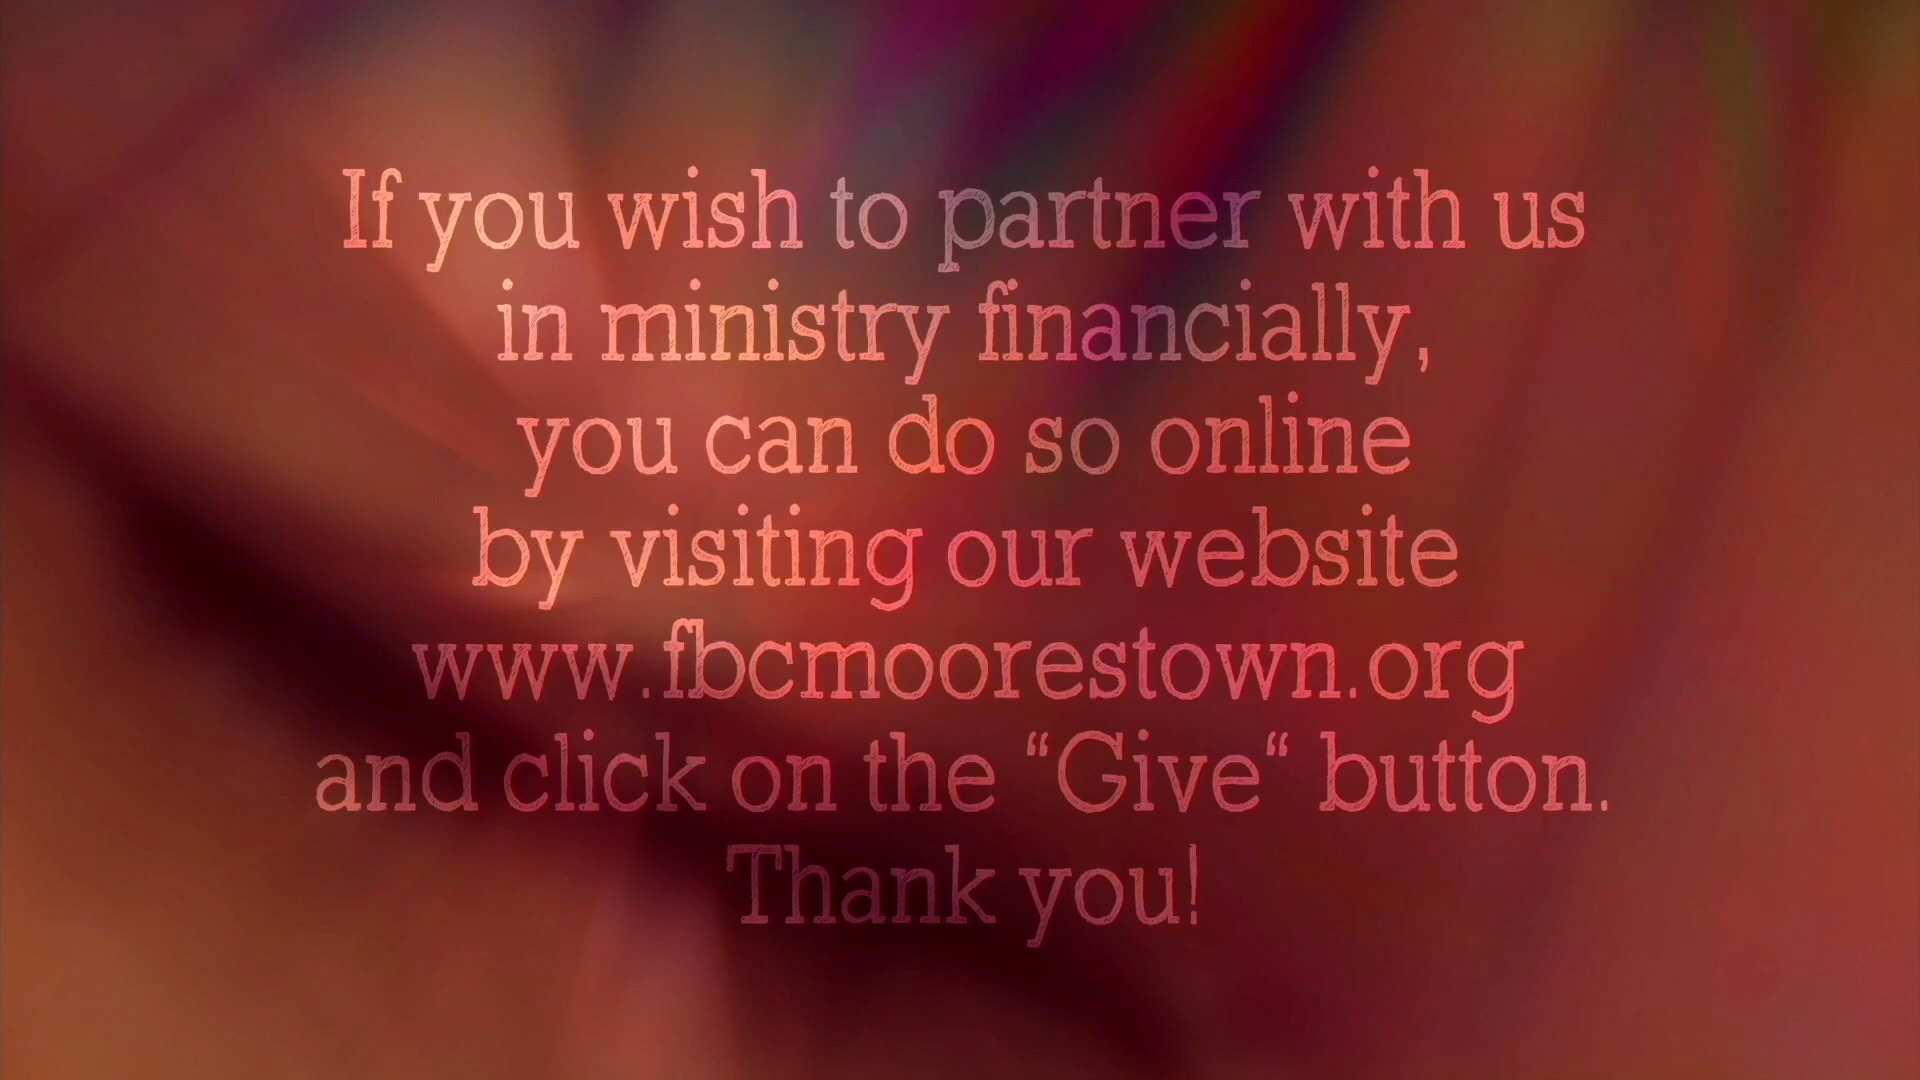 If you wish to partner with us
in ministry financially,
you can do so online
by visiting our website
www.fbcmoorestown.org
and click on the “Give“ button.
Thank you!